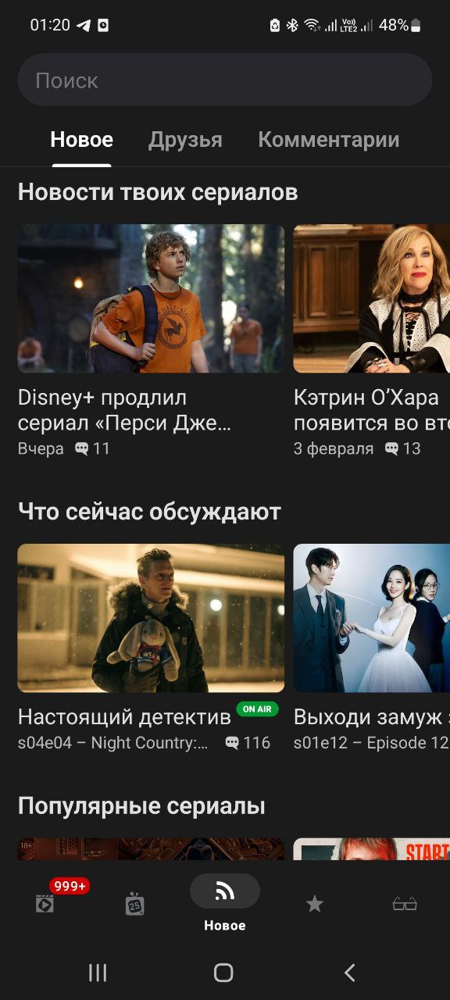 01:20
Vo))
LTE2
48%
Поиск
Новое Друзья Комментарии
Новости твоих сериалов
Disney+ продлил
сериал «Перси Дже…
Вчера 11
Кэтрин О’Хара
появится во вто
3 февраля 13
Что сейчас обсуждают
Настоящий детектив ON AIR
s04e04 – Night Country:… 116
Выходи замуж з
s01e12 – Episode 12
Популярные сериалы
18+
START
999+
25
Новое